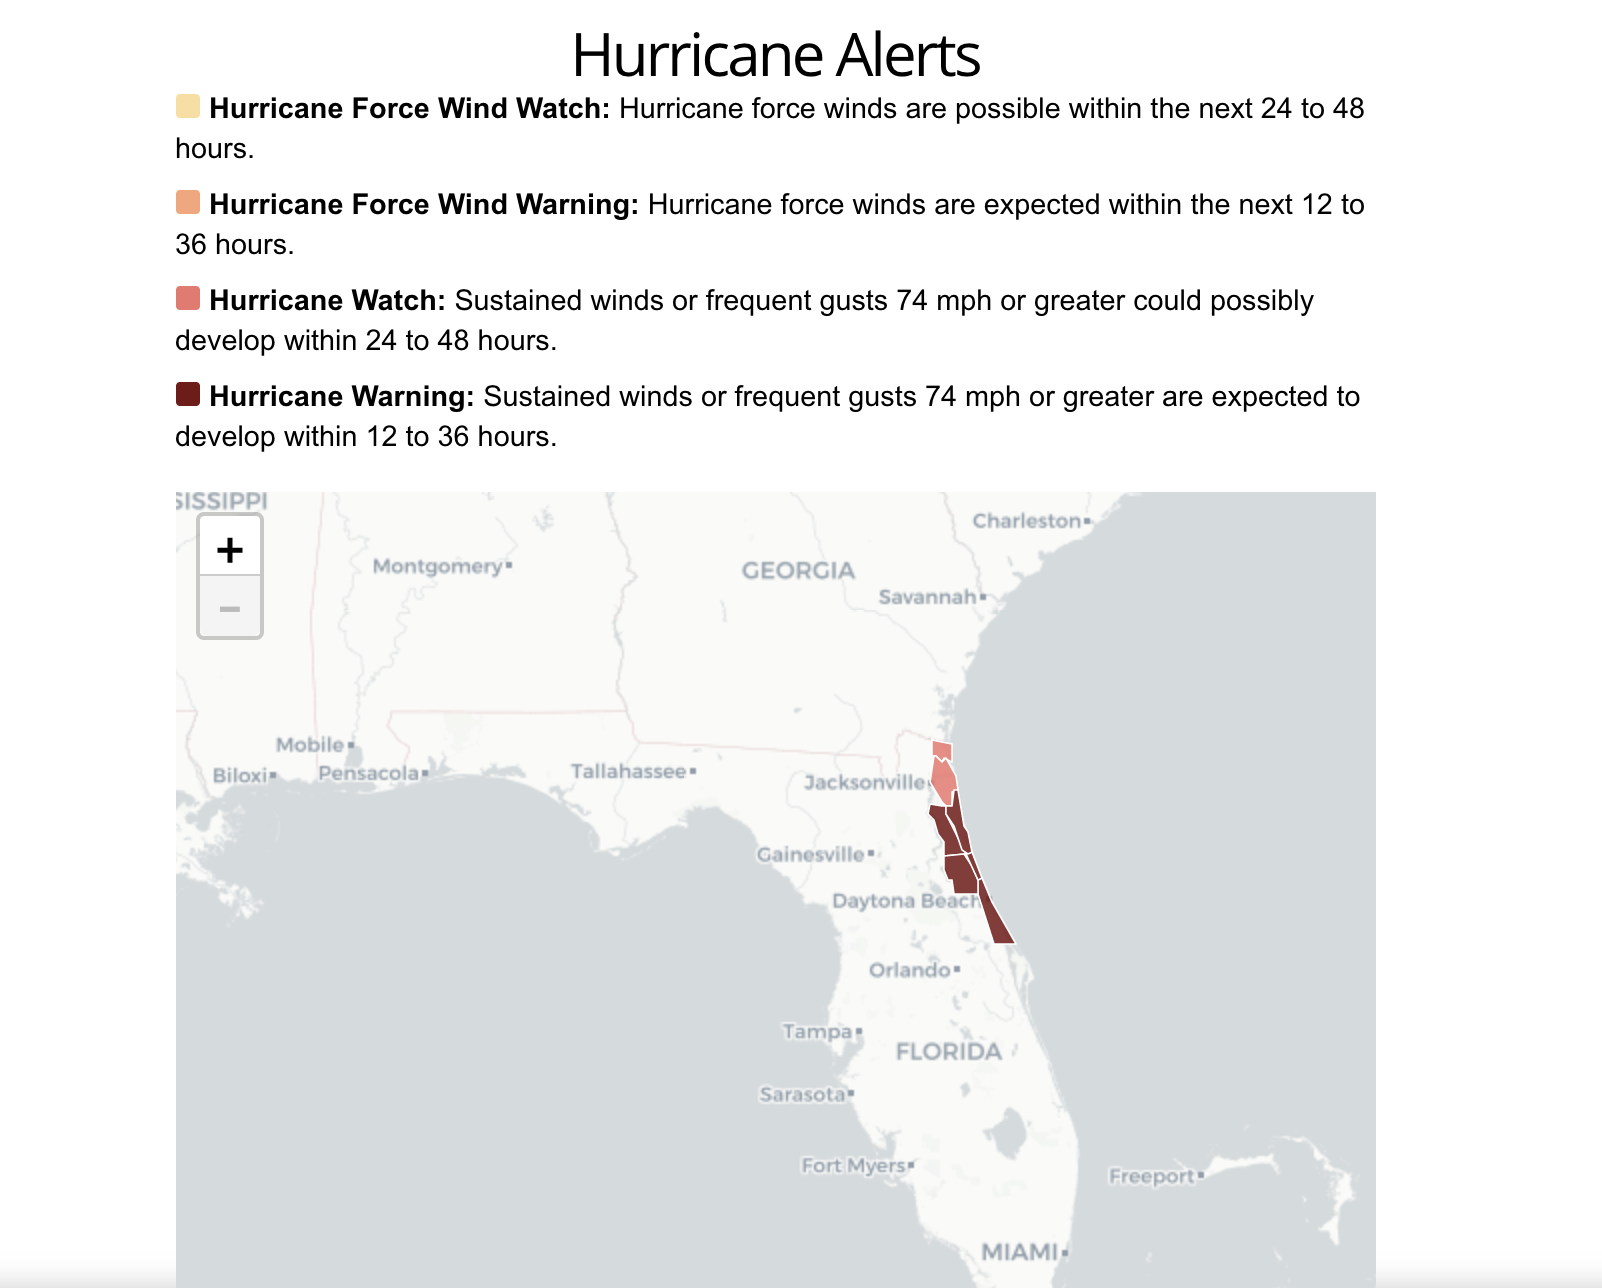 Hurricane Alerts
Hurricane Force Wind Watch: Hurricane force winds are possible within the next 24 to 48
hours.
Hurricane Force Wind Warning: Hurricane force winds are expected within the next 12 to
36 hours.
Hurricane Watch: Sustained winds or frequent gusts 74 mph or greater could possibly
develop within 24 to 48 hours.
Hurricane Warning: Sustained winds or frequent gusts 74 mph or greater are expected to
develop within 12 to 36 hours.
SISSIPPI
+
−
Charleston
Montgomery
GEORGIA
Savannah
Mobile
Biloxi
Pensacola
Tallahassee
Jacksonville
Gainesville
Daytona Beach
Orlando
Tampa
FLORIDA
Sarasota
Fort Myers
Freeport
MIAMI